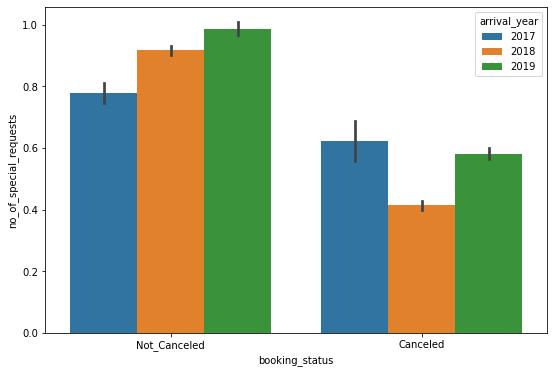 arrival_year
2017
2018
2019
no_of_special_requests
1.0
0.8
0.6
0.4
0.2
0.0
Not_Canceled
Canceled
booking_status